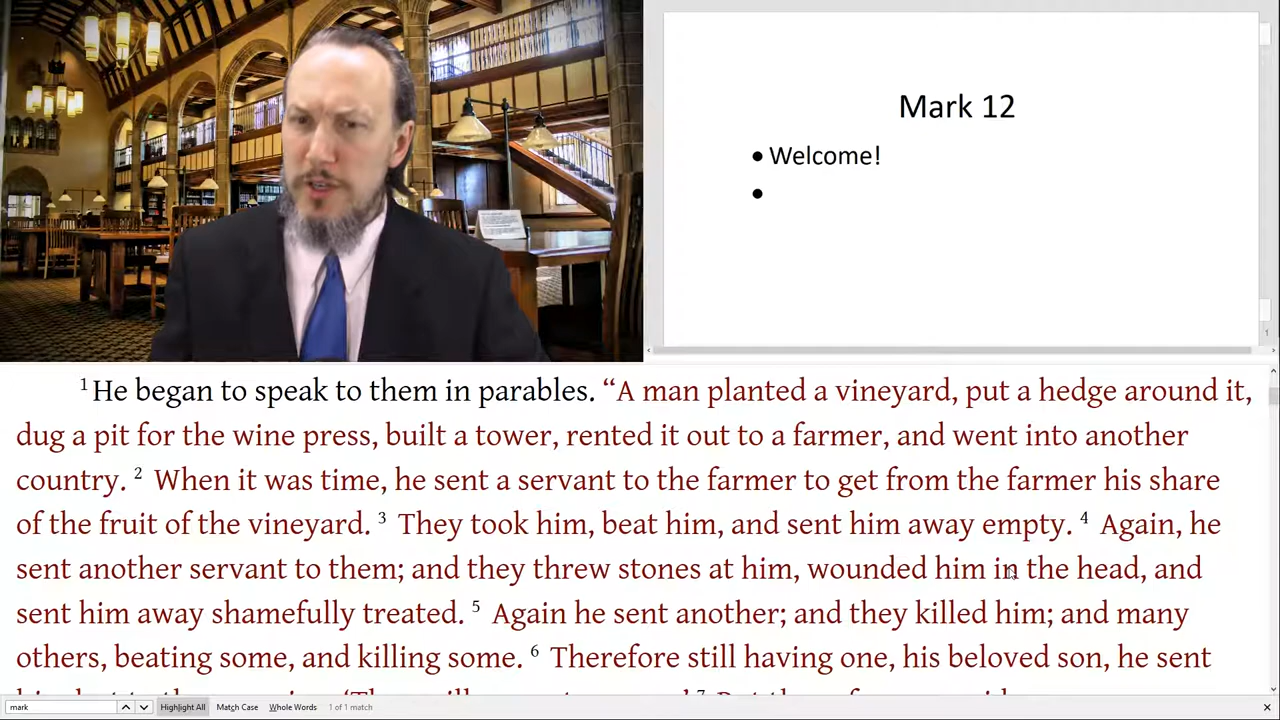 Mark 12
• Welcome!
•
1
1 He began to speak to them in parables. “A man planted a vineyard, put a hedge around it,
dug a pit for the wine press, built a tower, rented it out to a farmer, and went into another
country. 2 When it was time, he sent a servant to the farmer to get from the farmer his share
of the fruit of the vineyard. 3 They took him, beat him, and sent him away empty. 4 Again, he
sent another servant to them; and they threw stones at him, wounded him in the head, and
sent him away shamefully treated. 5 Again he sent another; and they killed him; and many
others, beating some, and killing some. 6 Therefore still having one, his beloved son, he sent
mark Highlight All Match Case Whole Words 1 of 1 match